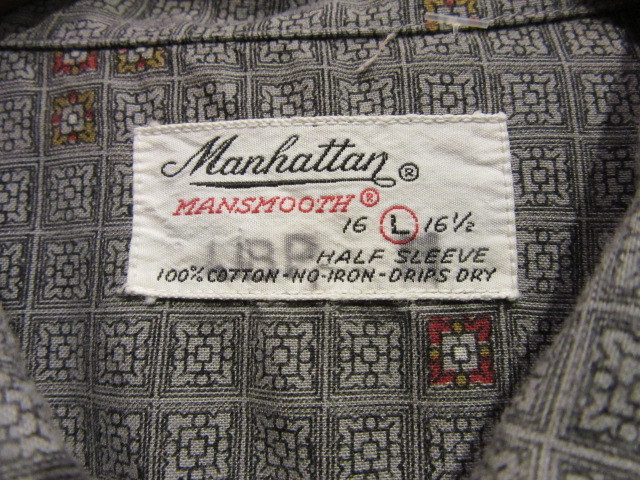 Manhattan ®
MANSMOOTH ®
16 L 16½
HALF SLEEVE
100% COTTON-NO-IRON-DRIPS DRY